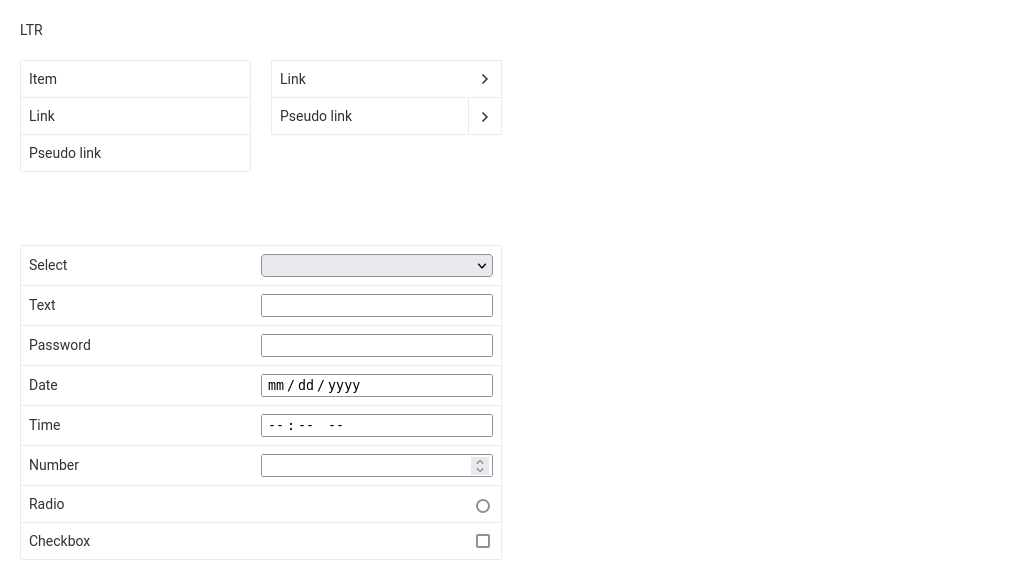 LTR
Item
Link
Pseudo link
Link
Pseudo link
Select
Text
Password
Date mm/dd/yyyy
Time --:-- --
Number
Radio
Checkbox